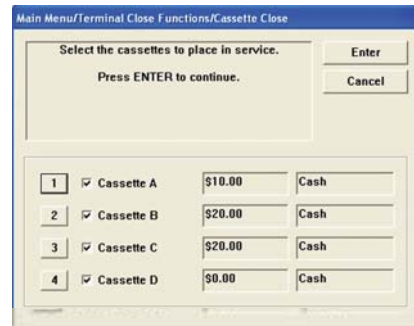 Main Menu/Terminal Close Functions/Cassette Close
Select the cassettes to place in service.
Press ENTER to continue.
Enter
Cancel
1 Cassette A $10.00 Cash
2 Cassette B $20.00 Cash
3 Cassette C $20.00 Cash
4 Cassette D $0.00 Cash